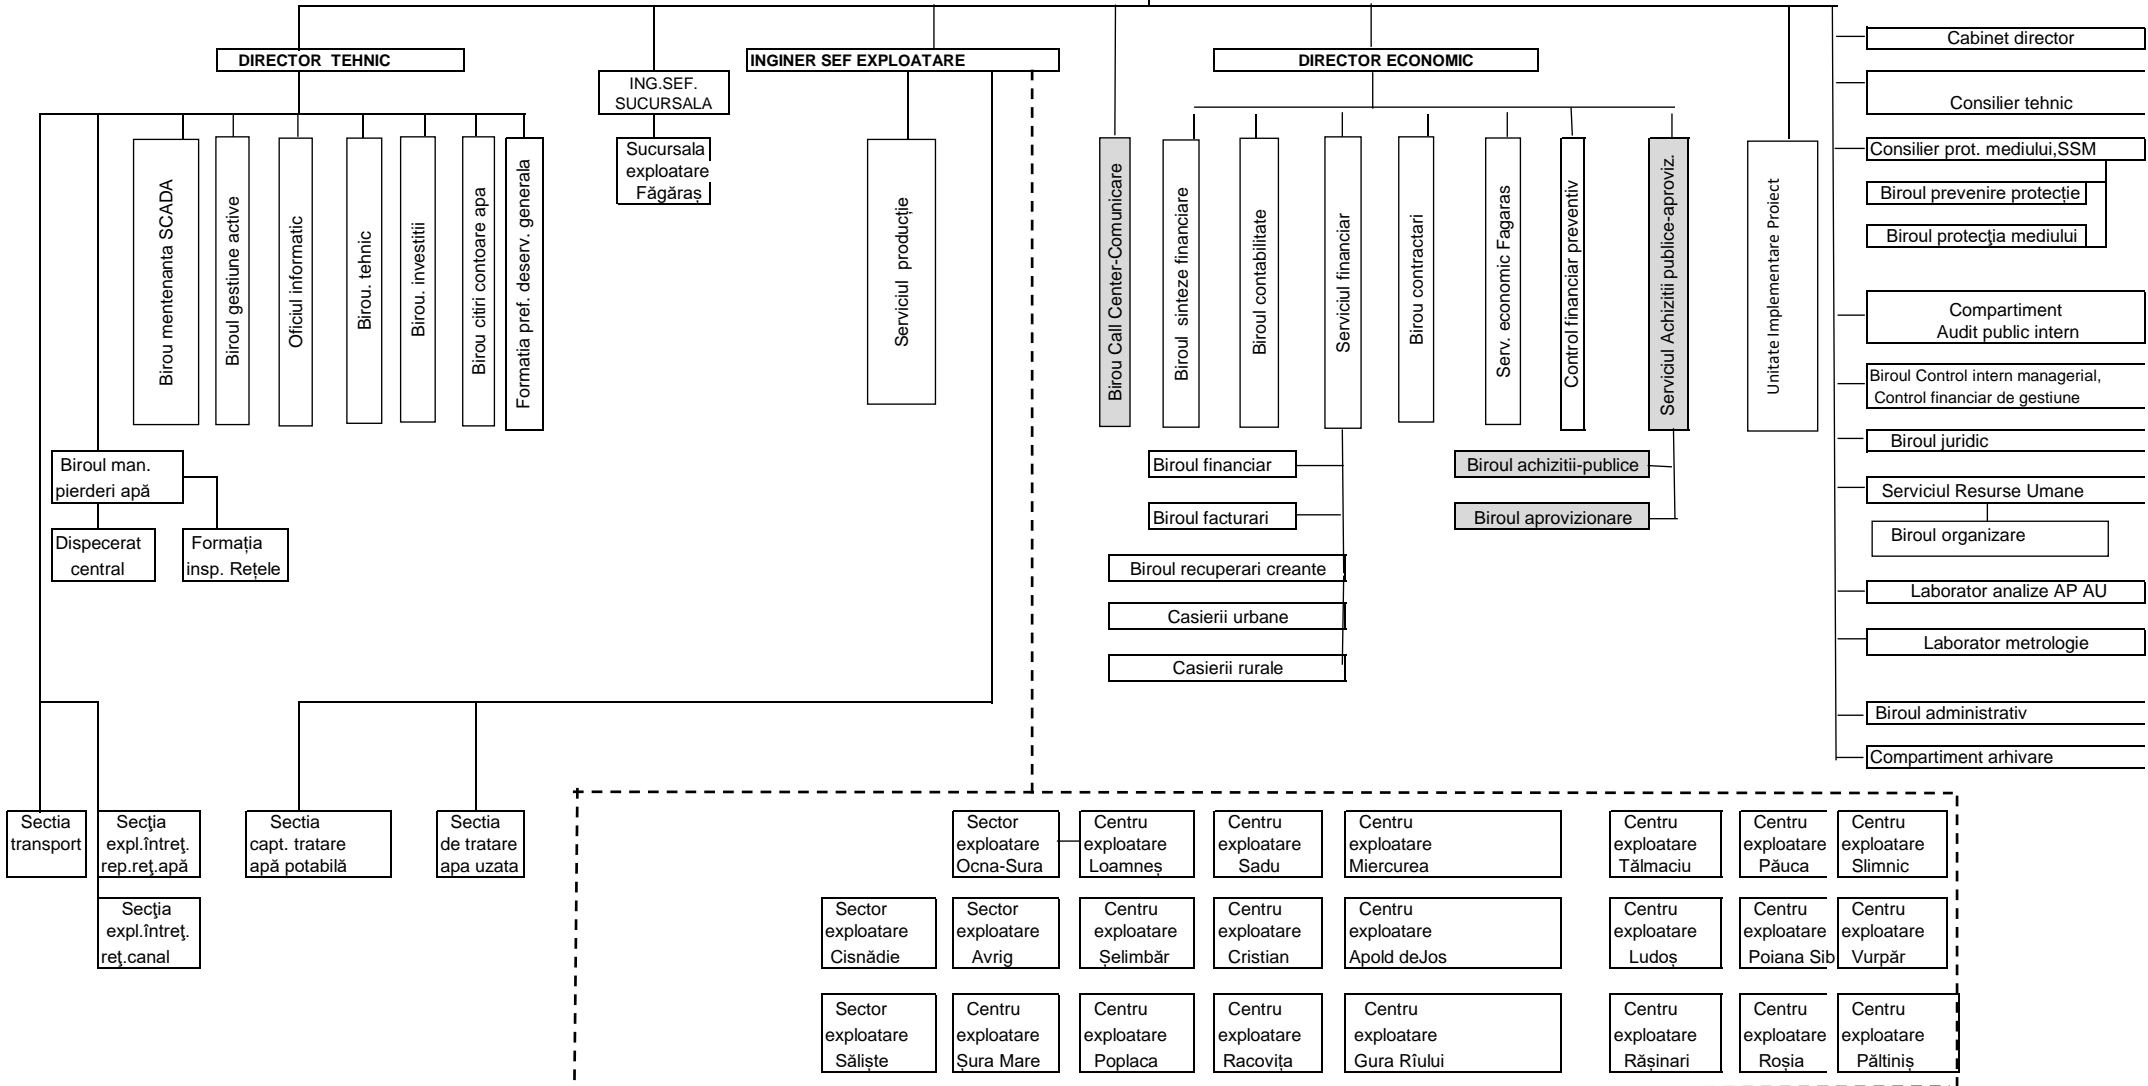 DIRECTOR TEHNIC
INGINER SEF EXPLOATARE
DIRECTOR ECONOMIC
ING.SEF.
SUCURSALA
Sucursala
exploatare
Făgăraș
Birou mentenanta SCADA
Biroul gestiune active
Oficiul informatic
Birou. tehnic
Birou. investitii
Birou citiri contoare apa
Formatia pref. deserv. generala
Serviciul producție
Birou Call Center-Comunicare
Biroul sinteze financiare
Biroul contabilitate
Serviciul financiar
Birou contractari
Serv. economic Fagaras
Control financiar preventiv
Serviciul Achizitii publice-aproviz.
Unitate Implementare Proiect
Cabinet director
Consilier tehnic
Consilier prot. mediului,SSM
Biroul prevenire protecție
Biroul protecţia mediului
Compartiment
Audit public intern
Biroul Control intern managerial,
Control financiar de gestiune
Biroul juridic
Serviciul Resurse Umane
Biroul organizare
Laborator analize AP AU
Laborator metrologie
Biroul administrativ
Compartiment arhivare
Biroul man.
pierderi apă
Dispecerat
central
Formația
insp. Rețele
Biroul financiar
Biroul facturari
Biroul recuperari creante
Casierii urbane
Casierii rurale
Biroul achizitii-publice
Biroul aprovizionare
Sectia
transport
Secţia
expl.întreţ.
rep.reţ.apă
Secţia
expl.întreţ.
reţ.canal
Sectia
capt. tratare
apă potabilă
Sectia
de tratare
apa uzata
Sector
exploatare
Ocna-Sura
Centru
exploatare
Loamneș
Centru
exploatare
Sadu
Centru
exploatare
Miercurea
Centru
exploatare
Tălmaciu
Centru
exploatare
Păuca
Centru
exploatare
Slimnic
Sector
exploatare
Cisnădie
Sector
exploatare
Avrig
Centru
exploatare
Șelimbăr
Centru
exploatare
Cristian
Centru
exploatare
Apold deJos
Centru
exploatare
Ludoș
Centru
exploatare
Poiana Sib
Centru
exploatare
Vurpăr
Sector
exploatare
Săliște
Centru
exploatare
Șura Mare
Centru
exploatare
Poplaca
Centru
exploatare
Racovița
Centru
exploatare
Gura Rîului
Centru
exploatare
Rășinari
Centru
exploatare
Roșia
Centru
exploatare
Păltiniș